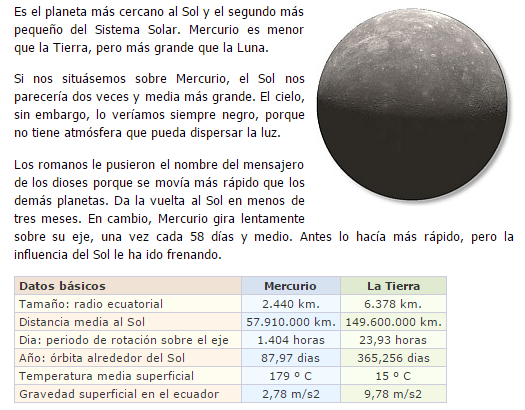 Es el planeta más cercano al Sol y el segundo más
pequeño del Sistema Solar. Mercurio es menor
que la Tierra, pero más grande que la Luna.
Si nos situásemos sobre Mercurio, el Sol nos
parecería dos veces y media más grande. El cielo,
sin embargo, lo veríamos siempre negro, porque
no tiene atmósfera que pueda dispersar la luz.
Los romanos le pusieron el nombre del mensajero
de los dioses porque se movía más rápido que los
demás planetas. Da la vuelta al Sol en menos de
tres meses. En cambio, Mercurio gira lentamente
sobre su eje, una vez cada 58 días y medio. Antes lo hacía más rápido, pero la
influencia del Sol le ha ido frenando.
Datos básicos Mercurio La Tierra
Tamaño: radio ecuatorial 2.440 km. 6.378 km.
Distancia media al Sol 57.910.000 km. 149.600.000 km.
Dia: periodo de rotación sobre el eje 1.404 horas 23,93 horas
Año: órbita alrededor del Sol 87,97 dias 365,256 dias
Temperatura media superficial 179 º C 15 º C
Gravedad superficial en el ecuador 2,78 m/s2 9,78 m/s2